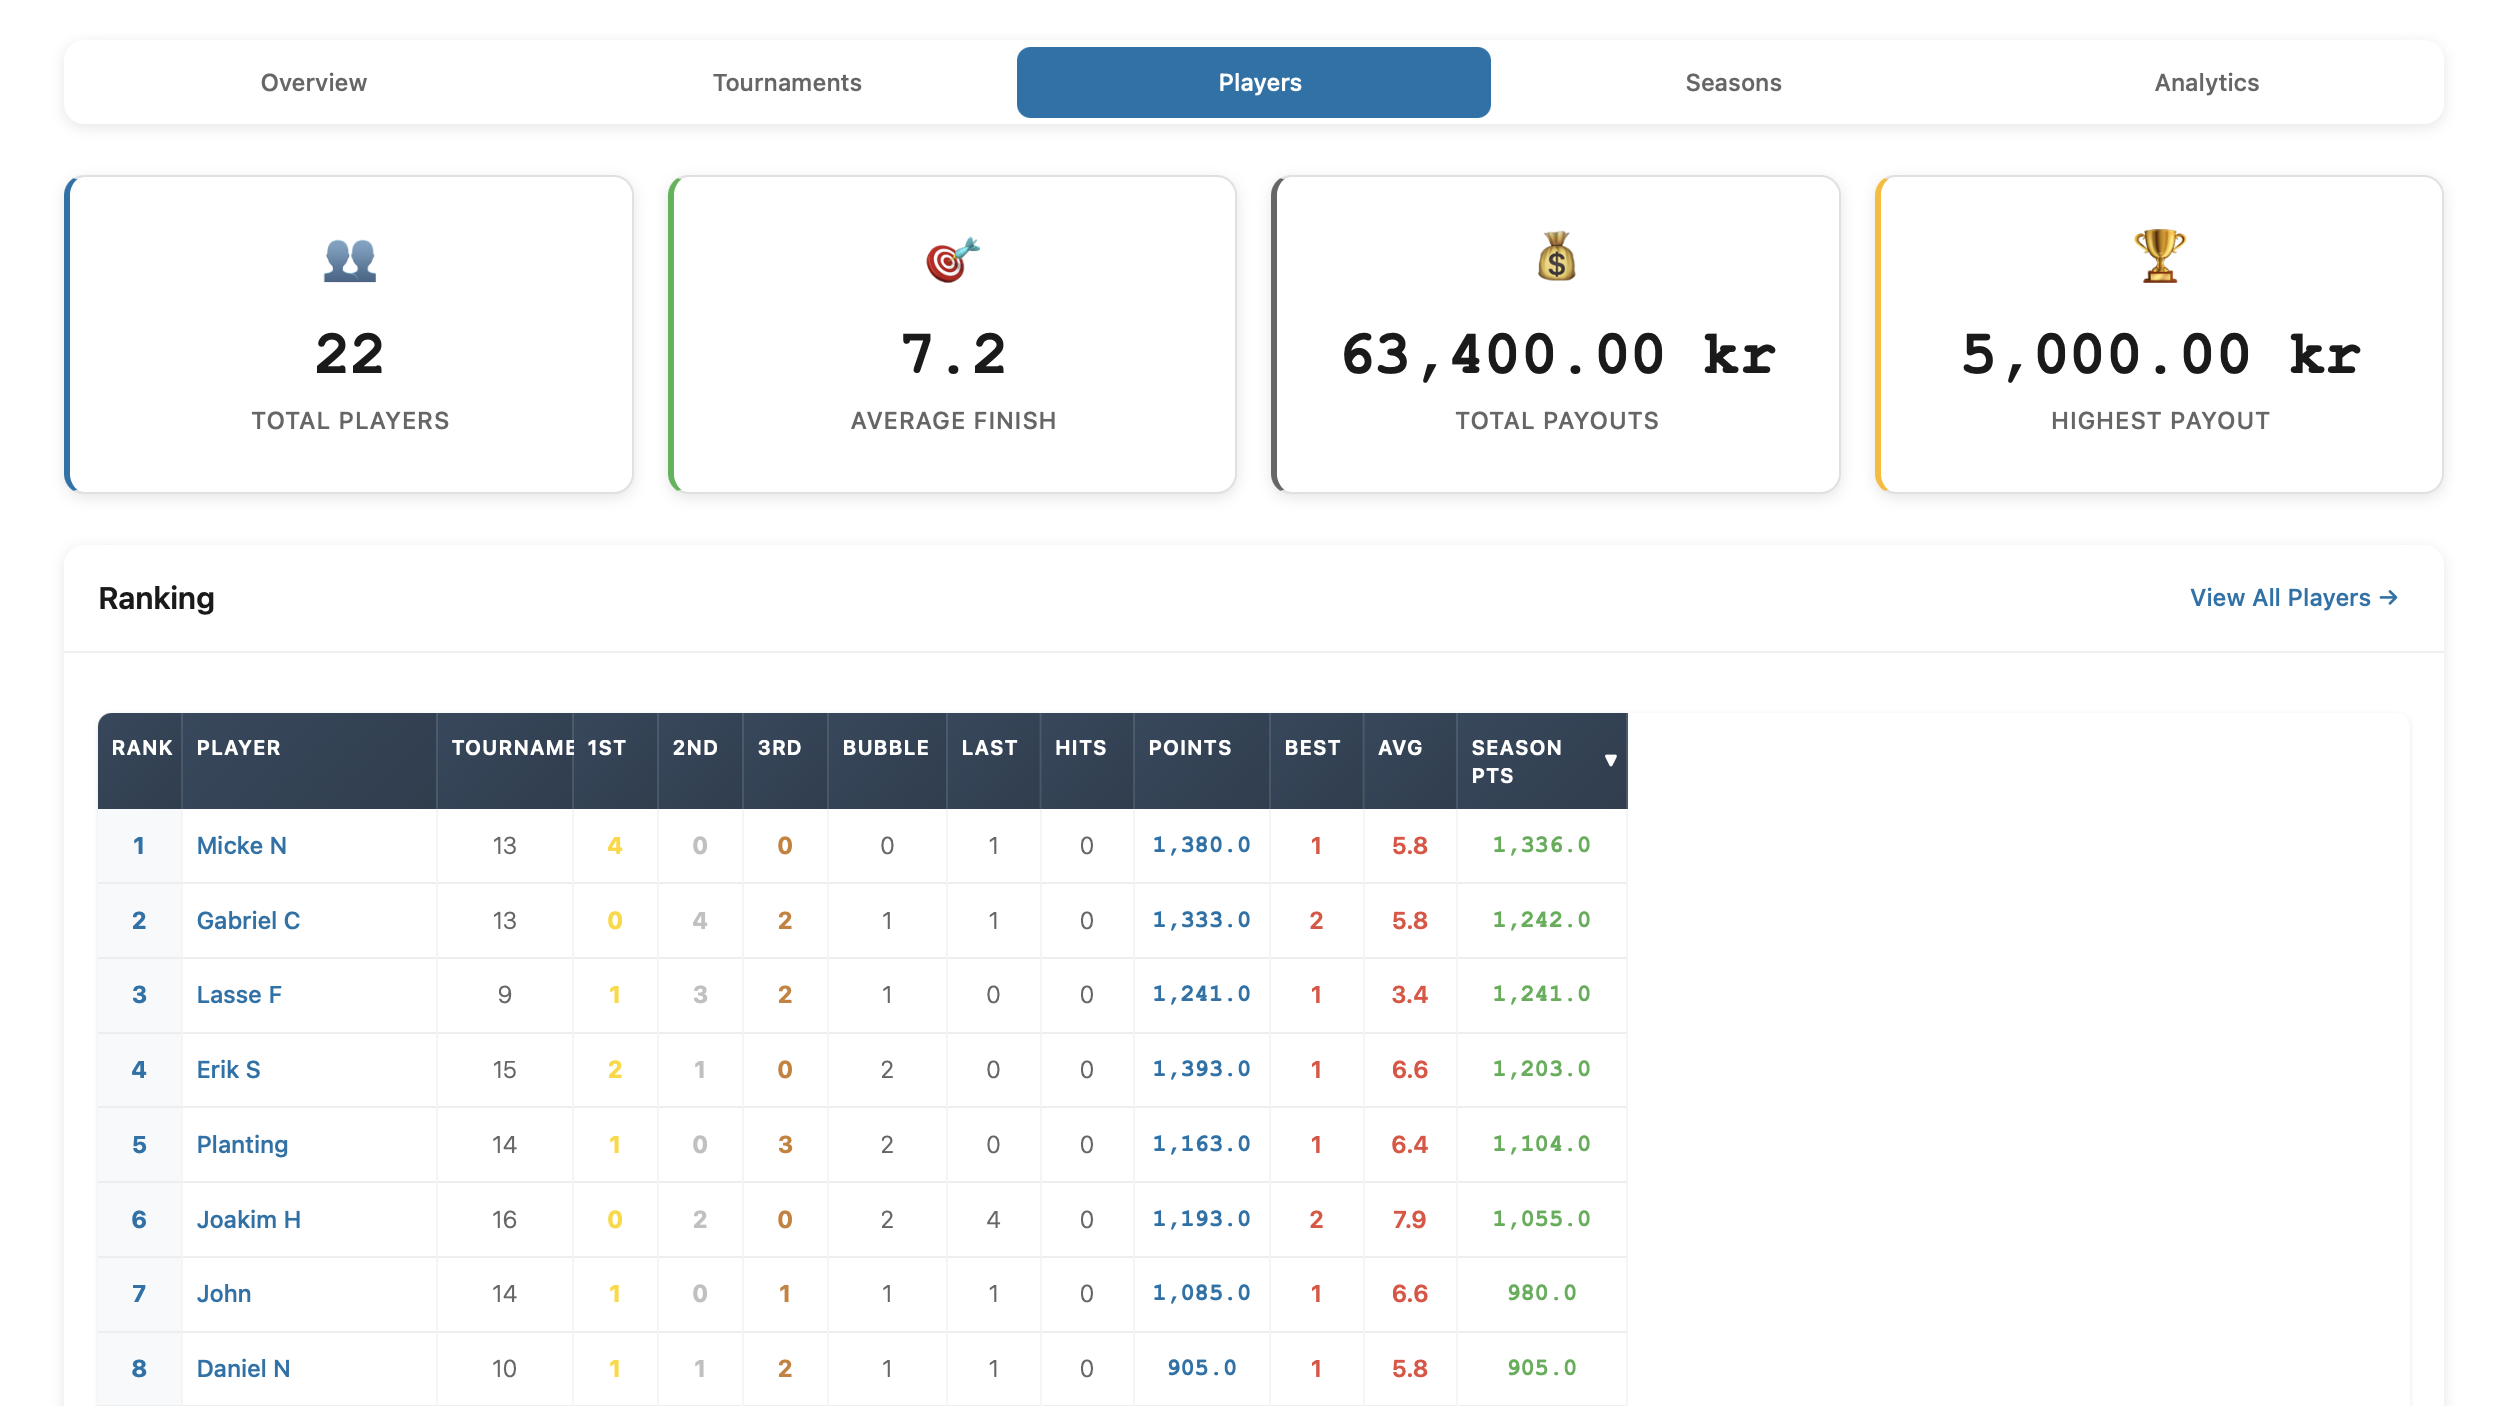 Overview Tournaments Players Seasons Analytics
22 7.2 63,400.00 kr 5,000.00 kr
TOTAL PLAYERS AVERAGE FINISH TOTAL PAYOUTS HIGHEST PAYOUT
Ranking View All Players →
RANK PLAYER TOURNAME 1ST 2ND 3RD BUBBLE LAST HITS POINTS BEST AVG SEASON PTS ▼
1 Micke N 13 4 0 0 0 1 0 1,380.0 1 5.8 1,336.0
2 Gabriel C 13 0 4 2 1 1 0 1,333.0 2 5.8 1,242.0
3 Lasse F 9 1 3 2 1 0 0 1,241.0 1 3.4 1,241.0
4 Erik S 15 2 1 0 2 0 0 1,393.0 1 6.6 1,203.0
5 Planting 14 1 0 3 2 0 0 1,163.0 1 6.4 1,104.0
6 Joakim H 16 0 2 0 2 4 0 1,193.0 2 7.9 1,055.0
7 John 14 1 0 1 1 1 0 1,085.0 1 6.6 980.0
8 Daniel N 10 1 1 2 1 1 0 905.0 1 5.8 905.0